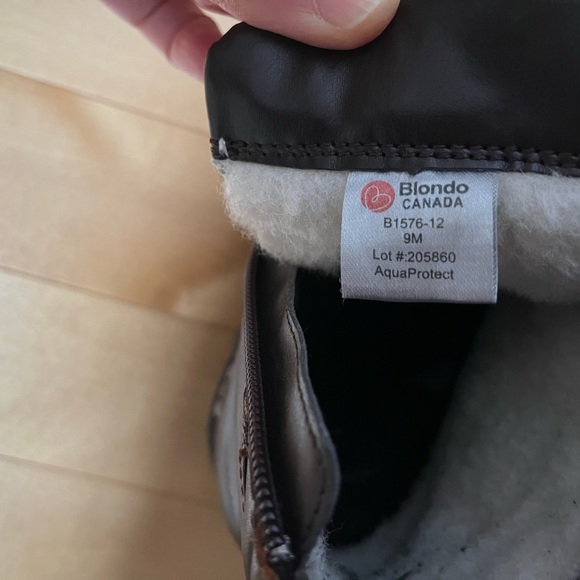 Blondo
CANADA
B1576-12
9M
Lot #:205860
AquaProtect